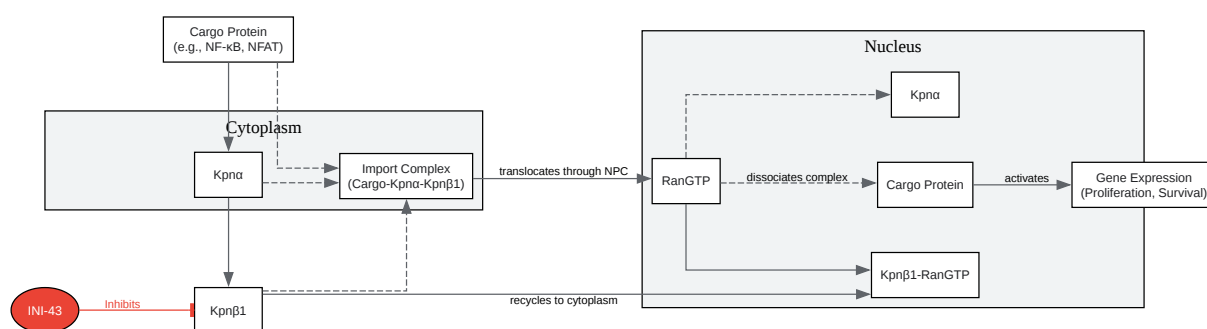 Cargo Protein
(e.g., NF-κB, NFAT)
Nucleus
Kpnα
Cytoplasm
Kpnα
Import Complex
(Cargo-Kpnα-Kpnβ1)
translocates through NPC
RanGTP
dissociates complex
Cargo Protein
activates
Gene Expression
(Proliferation, Survival)
Kpnβ1-RanGTP
INI-43
Inhibits
Kpnβ1
recycles to cytoplasm